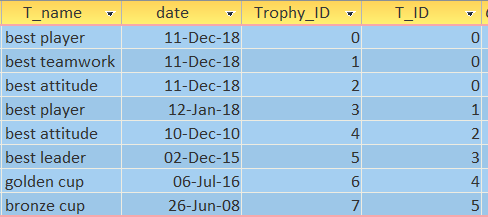 T_name date Trophy_ID T_ID
best player 11-Dec-18 0 0
best teamwork 11-Dec-18 1 0
best attitude 11-Dec-18 2 0
best player 12-Jan-18 3 1
best attitude 10-Dec-10 4 2
best leader 02-Dec-15 5 3
golden cup 06-Jul-16 6 4
bronze cup 26-Jun-08 7 5